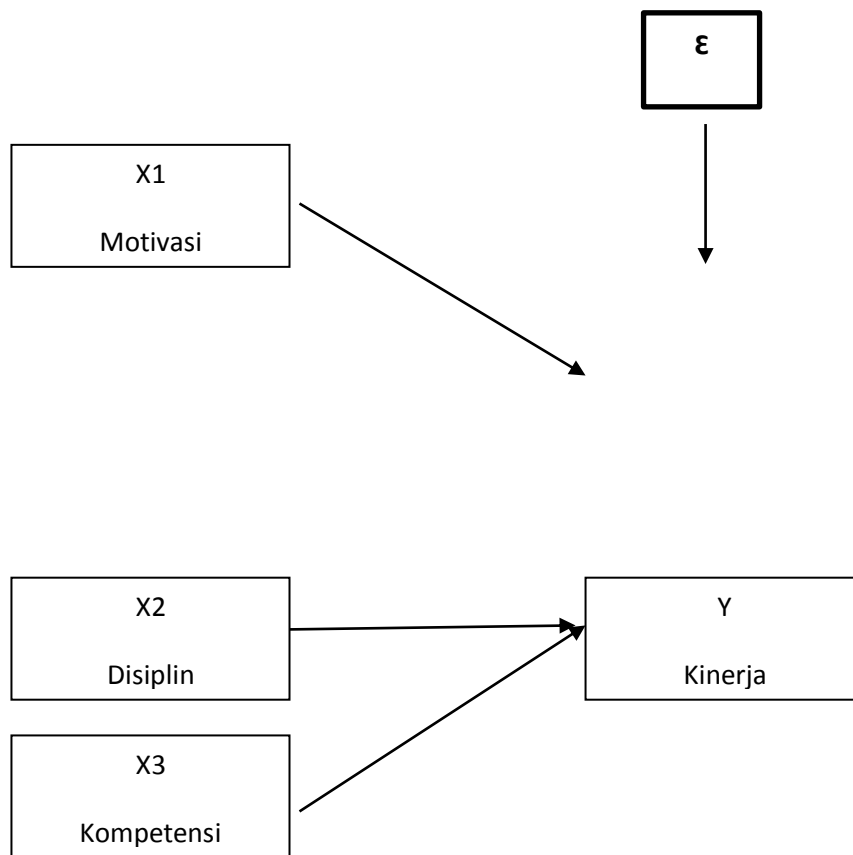 ε
X1
Motivasi
X2
Disiplin
Y
Kinerja
X3
Kompetensi